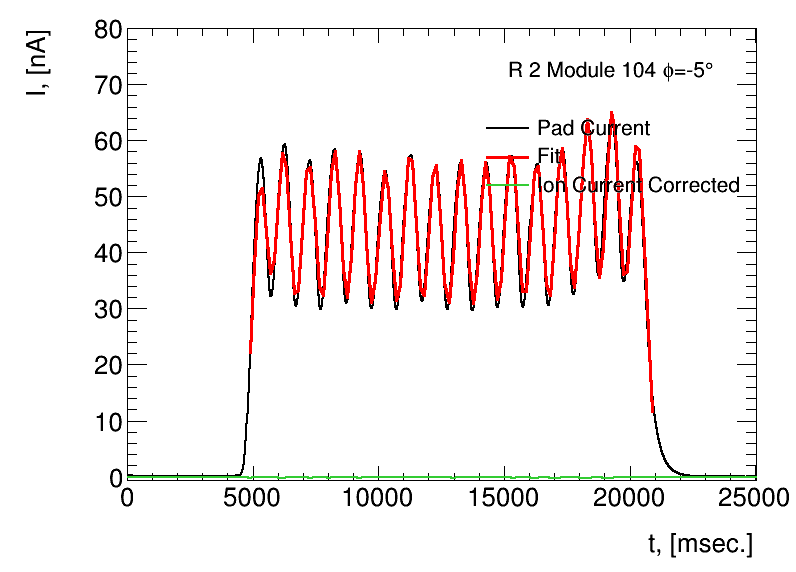 80
I, [nA]
70
R 2 Module 104 ϕ=-5°
60
Pad Current
Fit
50
Ion Current Corrected
40
30
20
10
0
0 5000 10000 15000 20000 25000
t, [msec.]